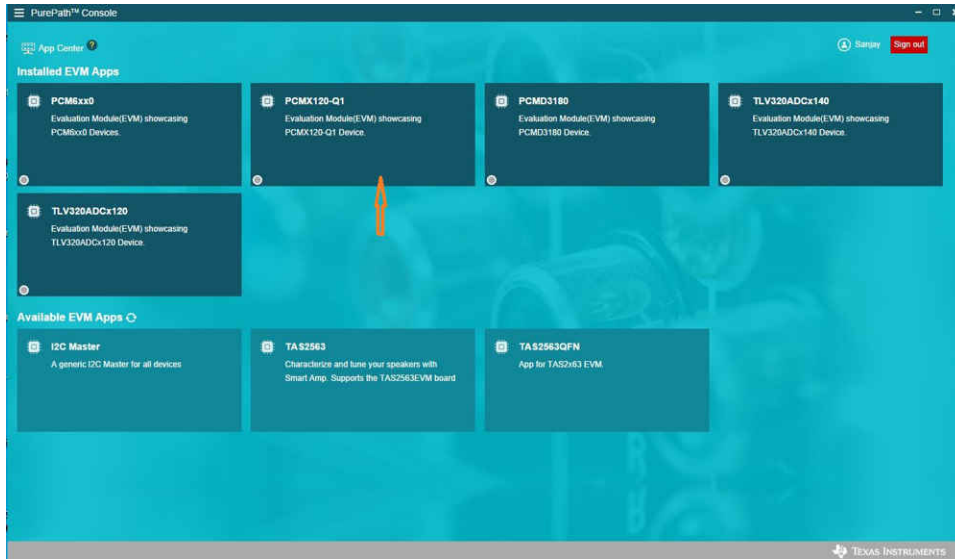 PurePath™ Console
App Center ?
Sanjay
Sign out
Installed EVM Apps
PCM6xx0
Evaluation Module(EVM) showcasing
PCM6xx0 Devices.
PCMX120-Q1
Evaluation Module(EVM) showcasing
PCMX120-Q1 Device.
PCMD3180
Evaluation Module(EVM) showcasing
PCMD3180 Device.
TLV320ADCx140
Evaluation Module(EVM) showcasing
TLV320ADCx140 Device.
TLV320ADCx120
Evaluation Module(EVM) showcasing
TLV320ADCx120 Device.
Available EVM Apps
I2C Master
A generic I2C Master for all devices
TAS2563
Characterize and tune your speakers with
Smart Amp. Supports the TAS2563EVM board
TAS2563QFN
App for TAS2x63 EVM.
TEXAS INSTRUMENTS